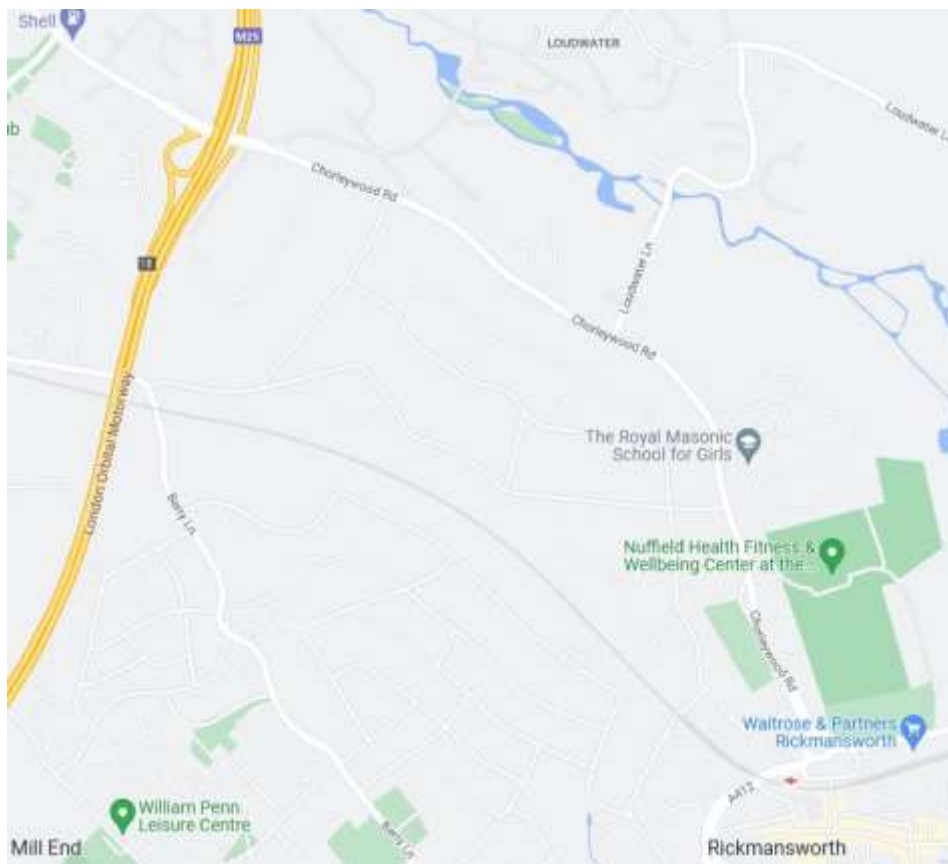 Shell
M25
LOUDWATER
Loudwater L
ub
Chorleywood Rd
18
Loudwater Ln
Chorleywood Rd
London Orbital Motorway
The Royal Masonic
School for Girls
Berry Ln
Nuffield Health Fitness &
Wellbeing Center at the...
Chorleywood Rd
Waitrose & Partners
Rickmansworth
A412
William Penn
Leisure Centre
Berry Ln
Mill End
Rickmansworth